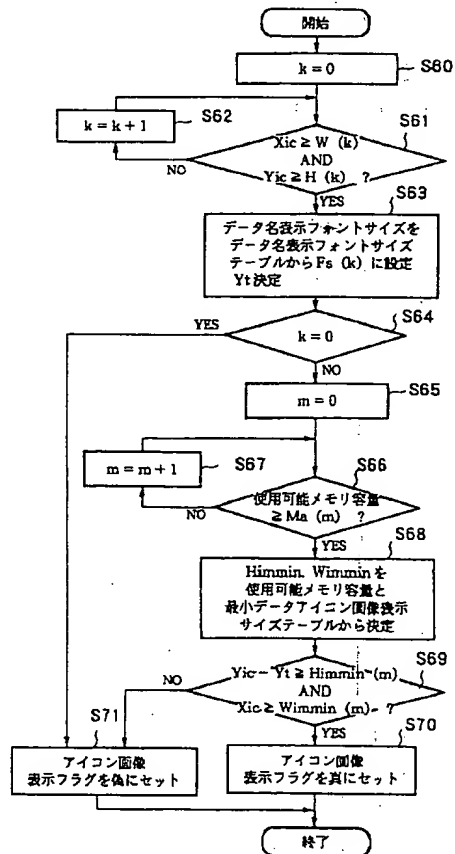 開始
k=0
S60
S62
k=k+1
S61
Xic ≥ W (k)
AND
Yic ≥ H (k) ?
NO
YES
S63
データ名表示フォントサイズを
データ名表示フォントサイズ
テーブルからFs (k) に設定
Yt決定
S64
YES
k=0
NO
S65
m=0
S67
m=m+1
S66
使用可能メモリ容量
≥ Ma (m) ?
NO
YES
S68
Himmin、Wimminを
使用可能メモリ容量と
最小データアイコン画像表示
サイズテーブルから決定
S69
Yic − Yt ≥ Himmin (m)
AND
Xic ≥ Wimmin (m) ?
NO
YES
S71
アイコン画像
表示フラグを偽にセット
S70
アイコン画像
表示フラグを真にセット
終了